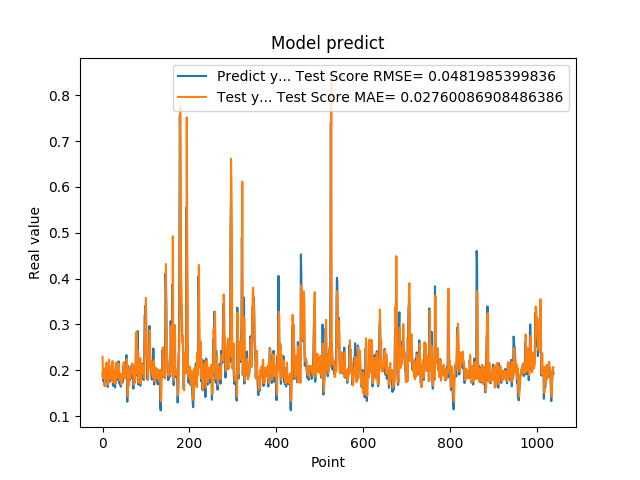 Model predict
Predict y... Test Score RMSE= 0.0481985399836
Test y... Test Score MAE= 0.02760086908486386
Real value
0.8
0.7
0.6
0.5
0.4
0.3
0.2
0.1
0 200 400 600 800 1000
Point